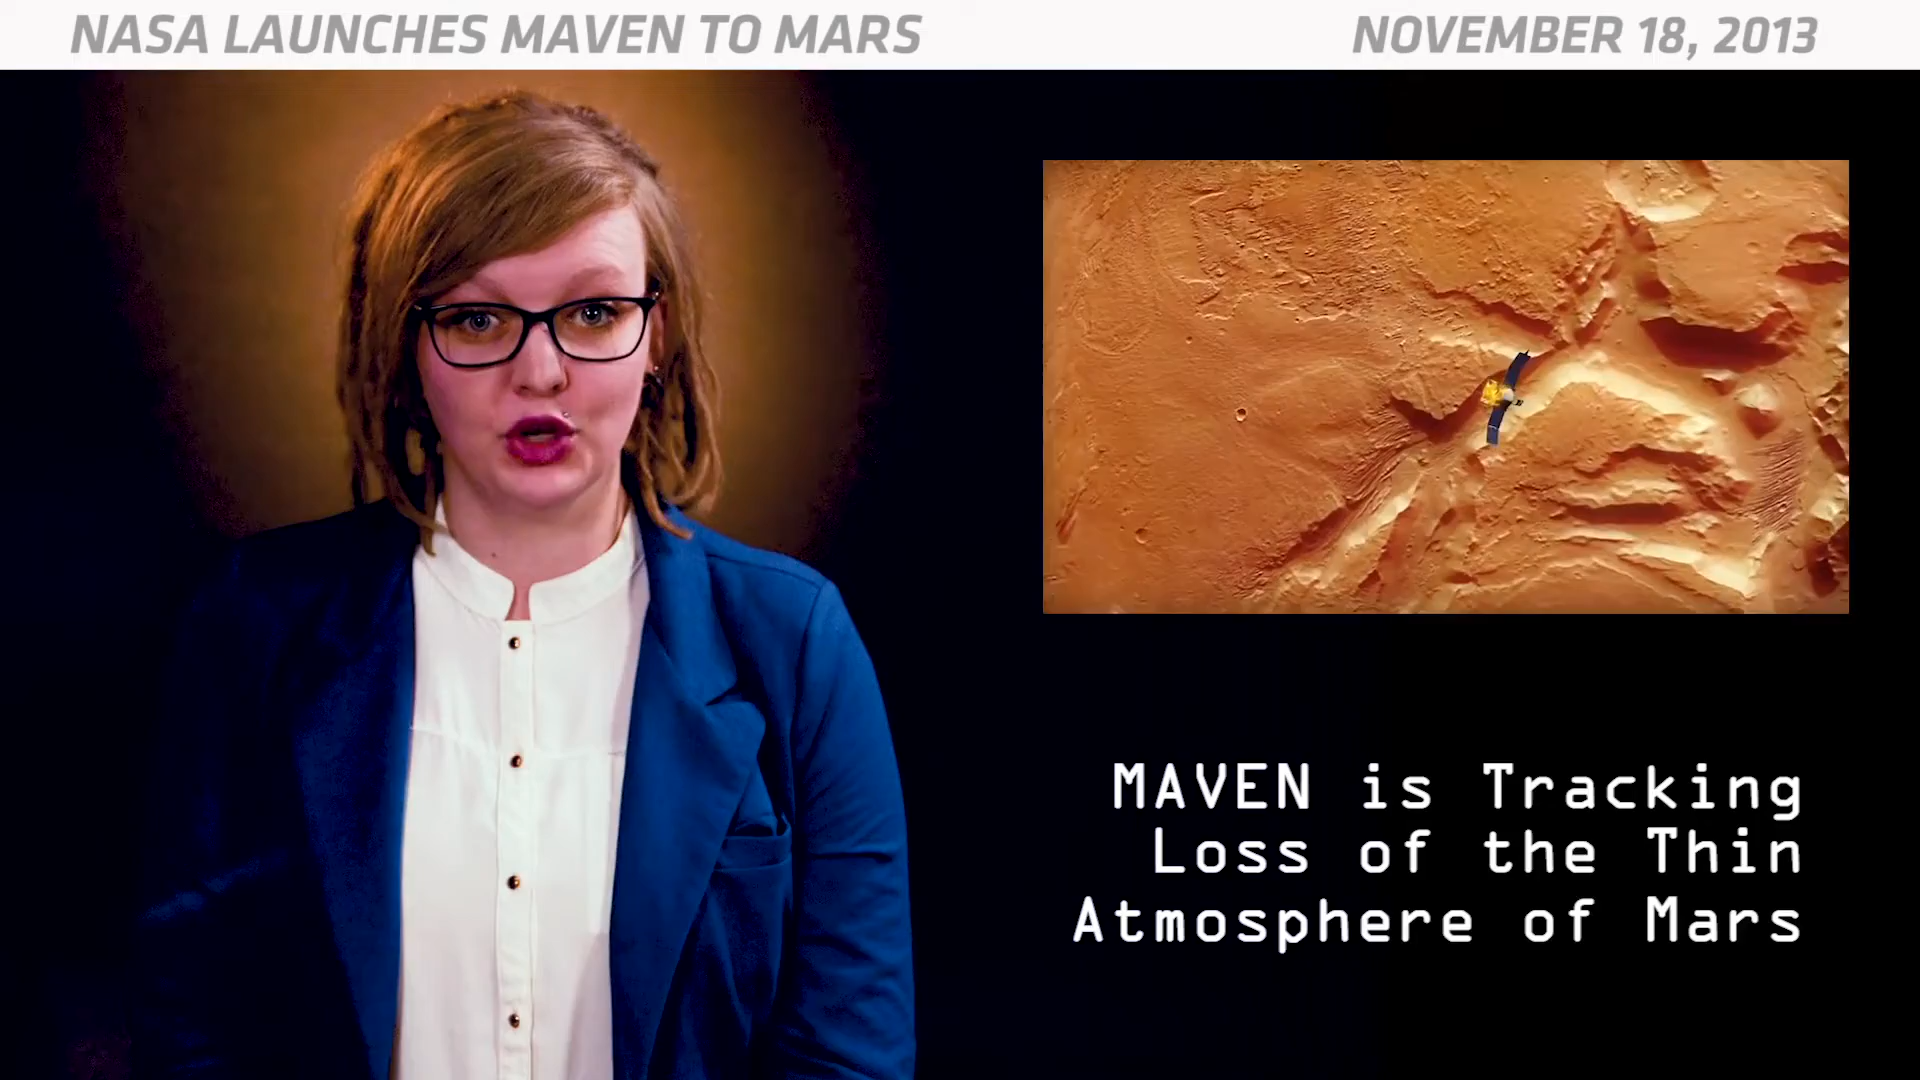 NASA LAUNCHES MAVEN TO MARS
NOVEMBER 18, 2013
MAVEN is Tracking
Loss of the Thin
Atmosphere of Mars